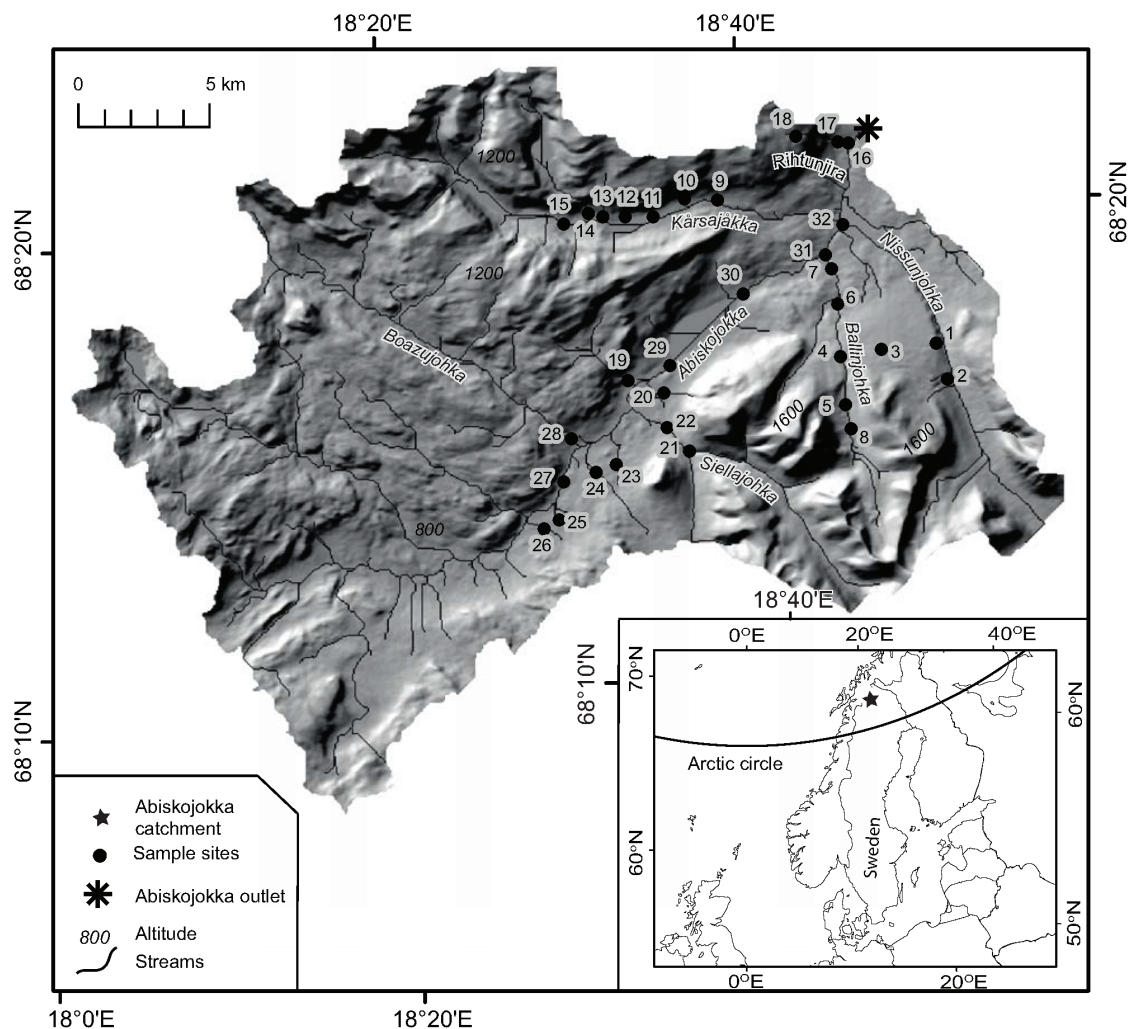 18°20'E
18°40'E
0
5 km
18
17
16
Rihtunjira
1200
10
9
68°20'N
15
13
12
11
14
Kårsajåkka
32
68°20'N
31
Nissunjohka
7
1200
30
6
1
Boazujohka
Abiskojokka
Ballinjohka
29
4
3
19
2
20
5
1600
22
8
1600
28
21
Siellajohka
23
27
24
800
25
26
18°40'E
68°10'N
68°10'N
0°E
20°E
40°E
70°N
60°N
Arctic circle
Sweden
60°N
50°N
0°E
20°E
Abiskojokka
catchment
Sample sites
Abiskojokka outlet
800
Altitude
Streams
18°0'E
18°20'E